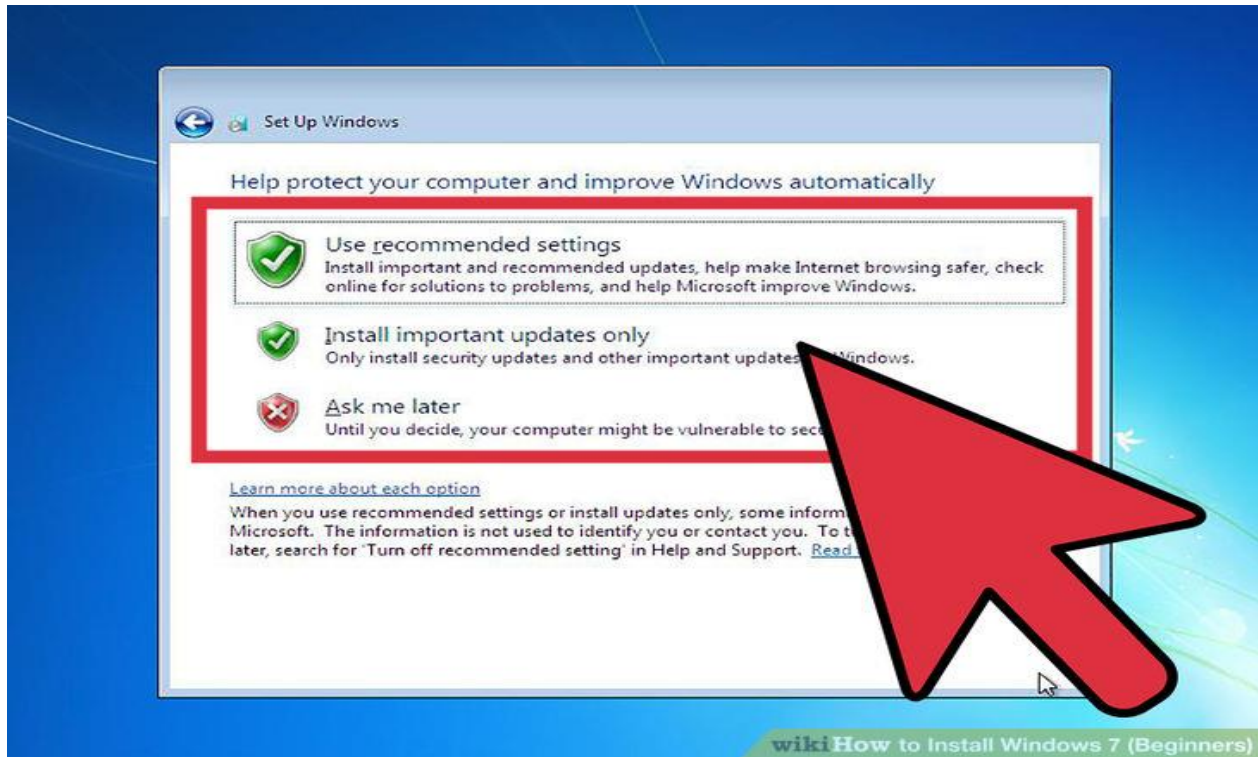 Set Up Windows
Help protect your computer and improve Windows automatically
Use recommended settings
Install important and recommended updates, help make Internet browsing safer, check
online for solutions to problems, and help Microsoft improve Windows.
Install important updates only
Only install security updates and other important updates Windows.
Ask me later
Until you decide, your computer might be vulnerable to
Learn more about each option
When you use recommended settings or install updates only, some
Microsoft. The information is not used to identify you or contact you. To
later, search for 'Turn off recommended setting' in Help and Support. Read
wikiHow to Install Windows 7 (Beginners)